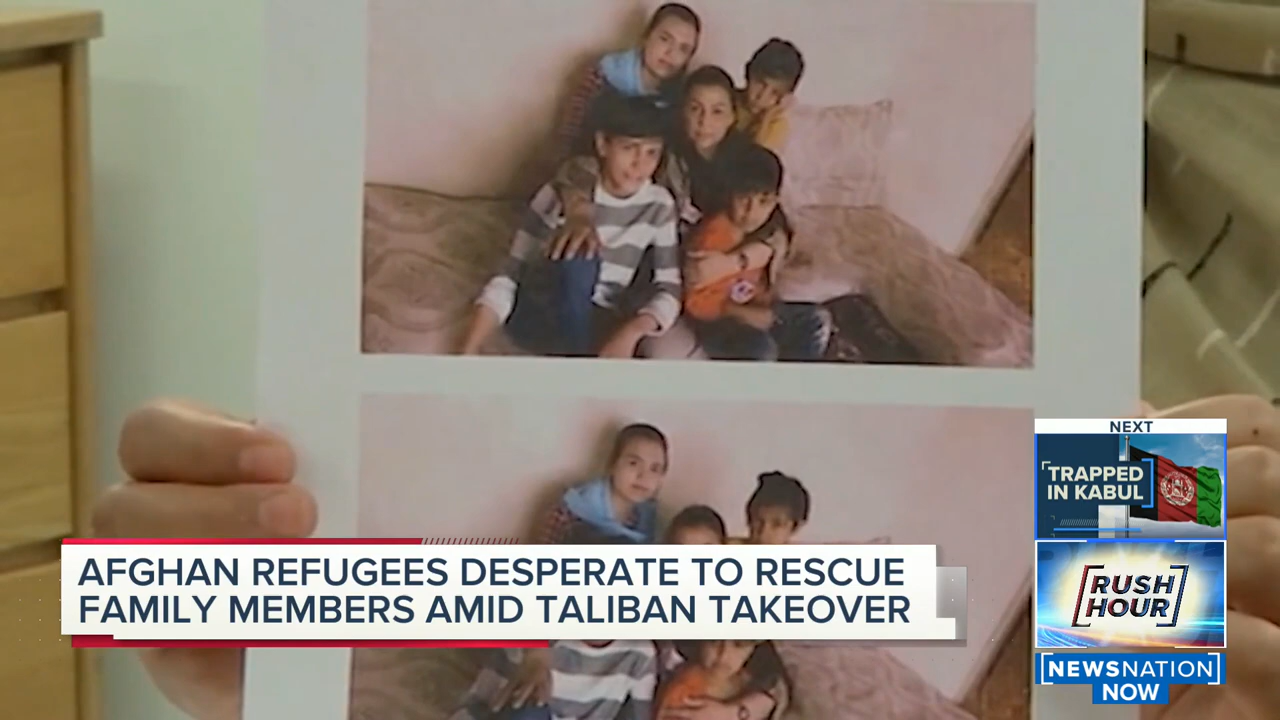 NEXT
TRAPPED
IN KABUL
AFGHAN REFUGEES DESPERATE TO RESCUE
FAMILY MEMBERS AMID TALIBAN TAKEOVER
RUSH
HOUR
NEWSNATION
NOW